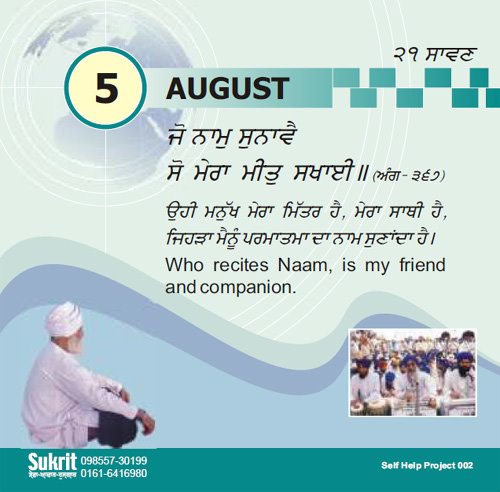 ੨੧ ਸਾਵਣ
5 AUGUST
ਜੋ ਨਾਮੁ ਸੁਨਾਵੈ
ਸੋ ਮੇਰਾ ਮੀਤੁ ਸਖਾਈ॥ (ਅੰਗ- ੩੬੭)
ਉਹੀ ਮਨੁੱਖ ਮੇਰਾ ਮਿੱਤਰ ਹੈ, ਮੇਰਾ ਸਾਥੀ ਹੈ,
ਜਿਹੜਾ ਮੈਨੂੰ ਪਰਮਾਤਮਾ ਦਾ ਨਾਮ ਸੁਣਾਂਦਾ ਹੈ।
Who recites Naam, is my friend
and companion.
Sukrit 098557-30199
0161-6416980
Self Help Project 002